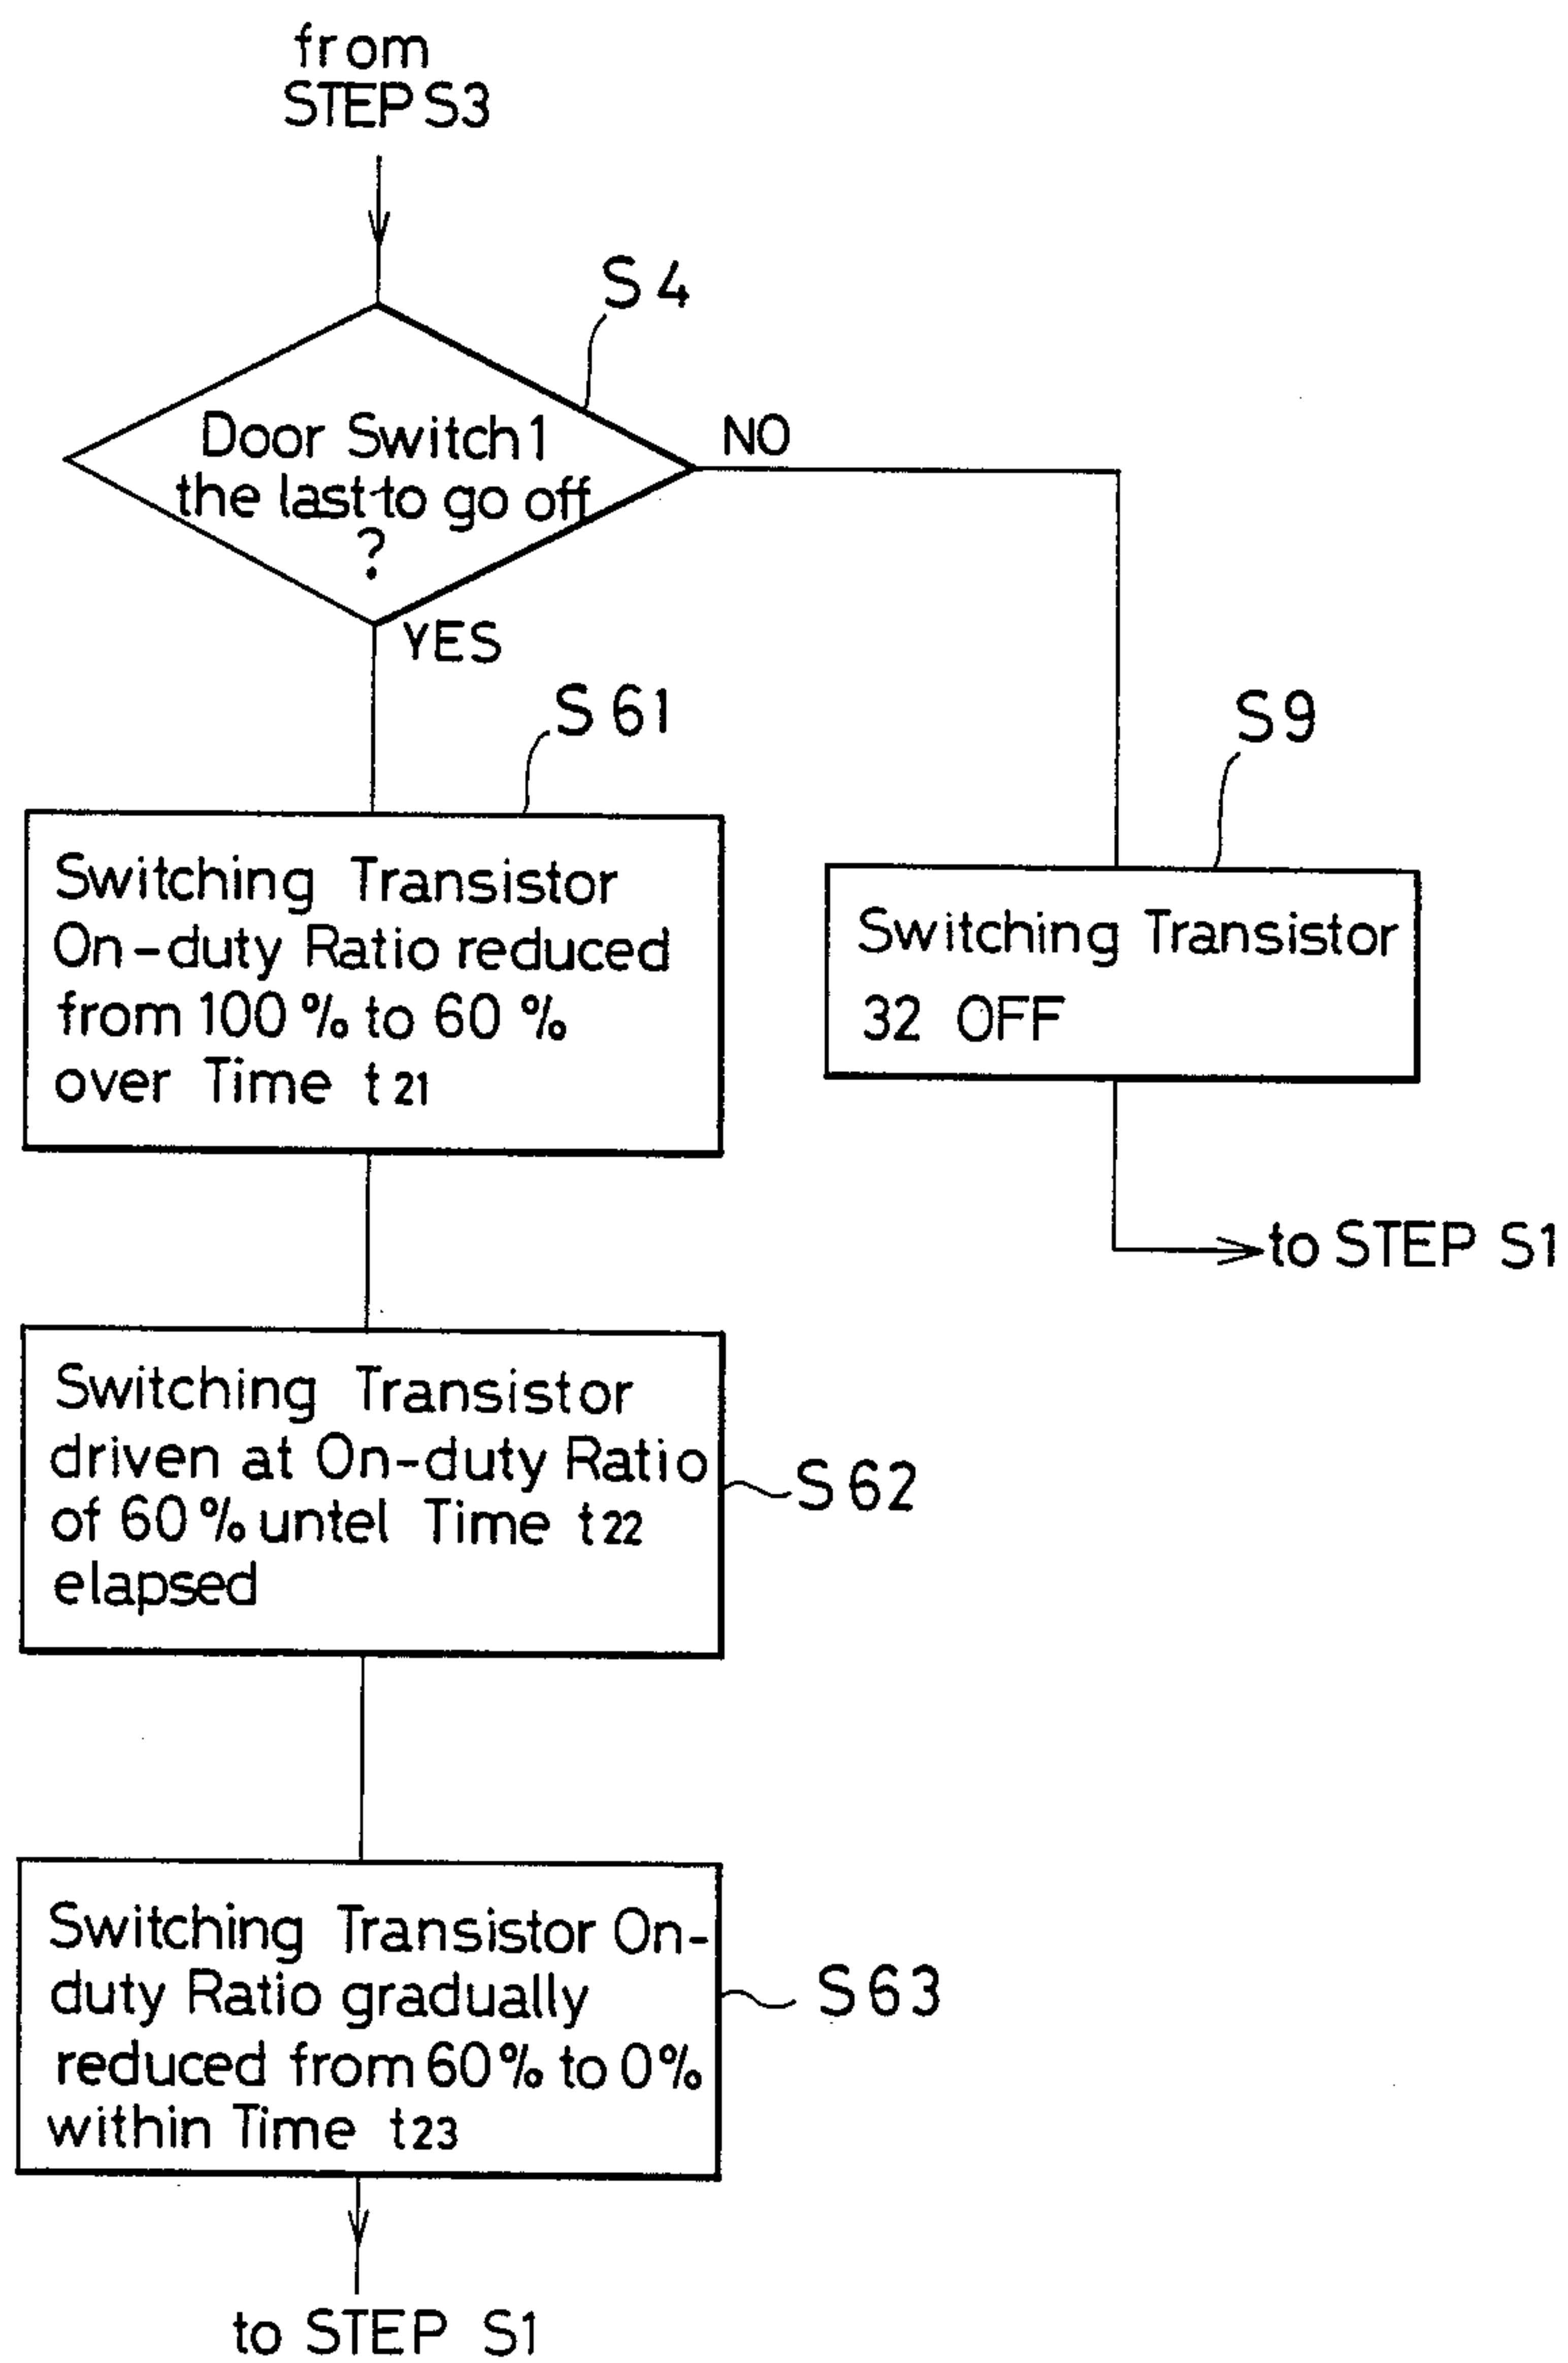 from
STEP S3
S4
Door Switch 1
the last to go off
?
NO
YES
S61
Switching Transistor
On-duty Ratio reduced
from 100% to 60%
over Time t21
S9
Switching Transistor
32 OFF
to STEP S1
Switching Transistor
driven at On-duty Ratio
of 60% untel Time t22
elapsed
S62
Switching Transistor On-
duty Ratio gradually
reduced from 60% to 0%
within Time t23
S63
to STEP S1